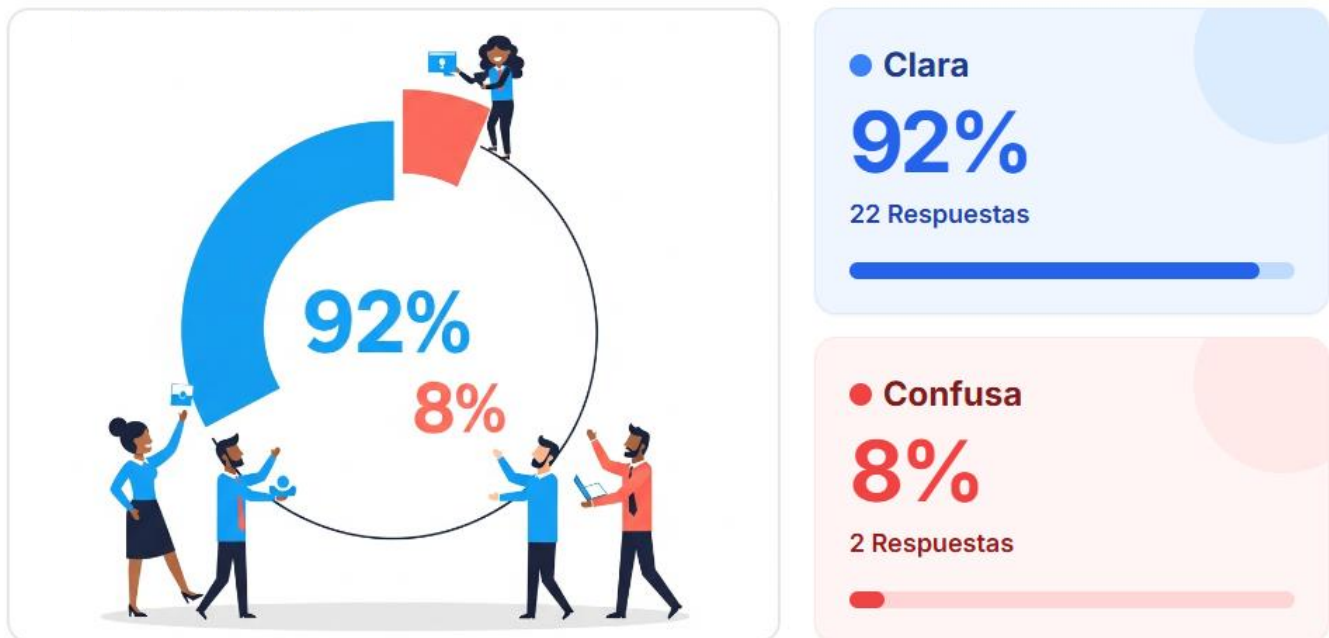 92%
8%
Clara
92%
22 Respuestas
Confusa
8%
2 Respuestas